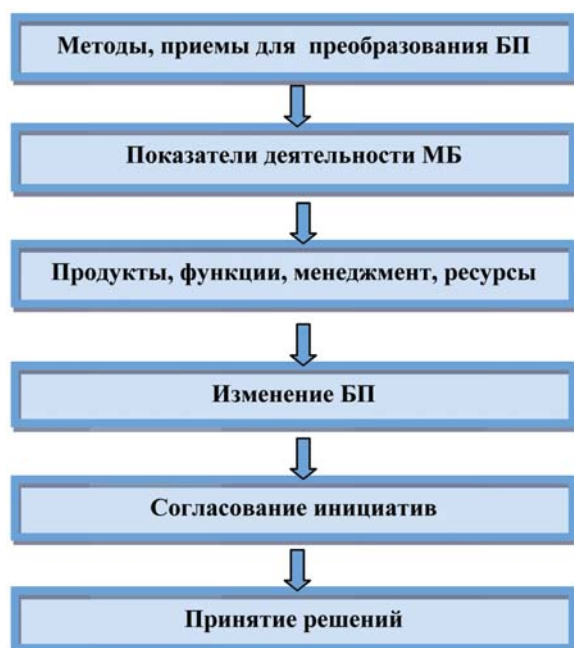 Методы, приемы для преобразования БП
Показатели деятельности МБ
Продукты, функции, менеджмент, ресурсы
Изменение БП
Согласование инициатив
Принятие решений